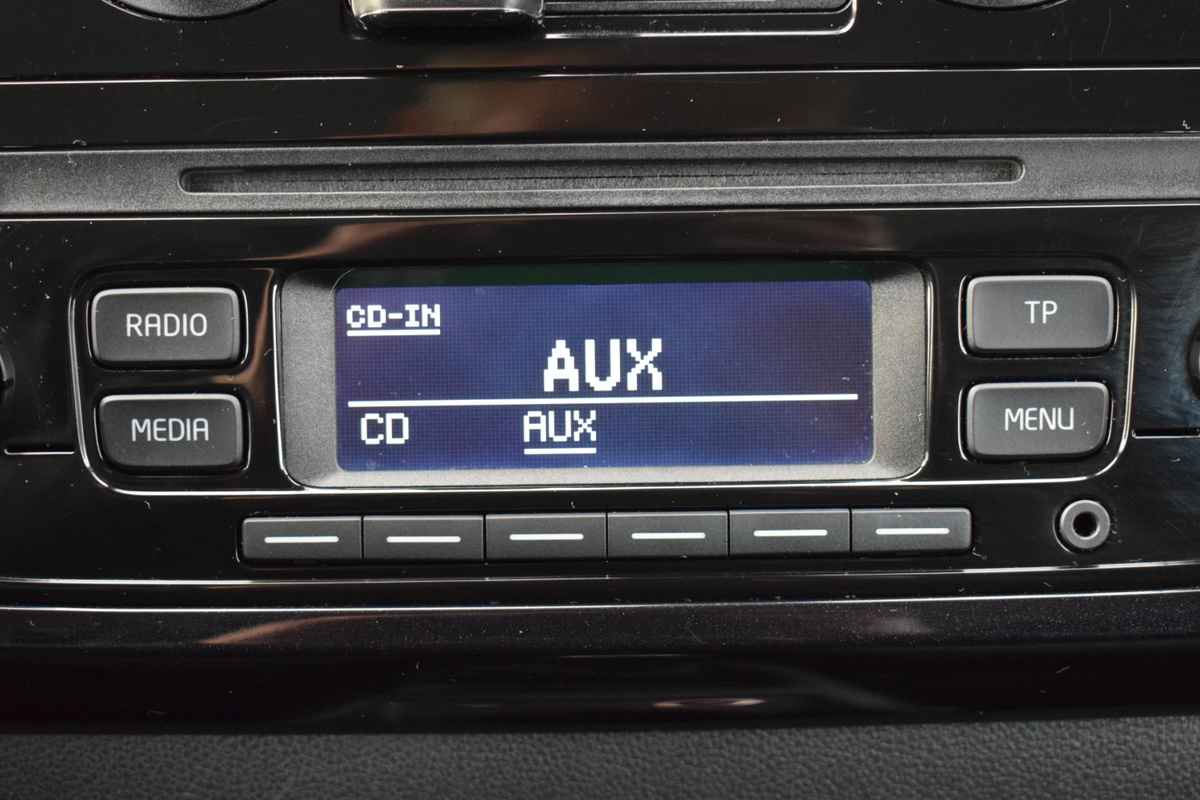 RADIO
MEDIA
CD-IN
AUX
CD AUX
TP
MENU